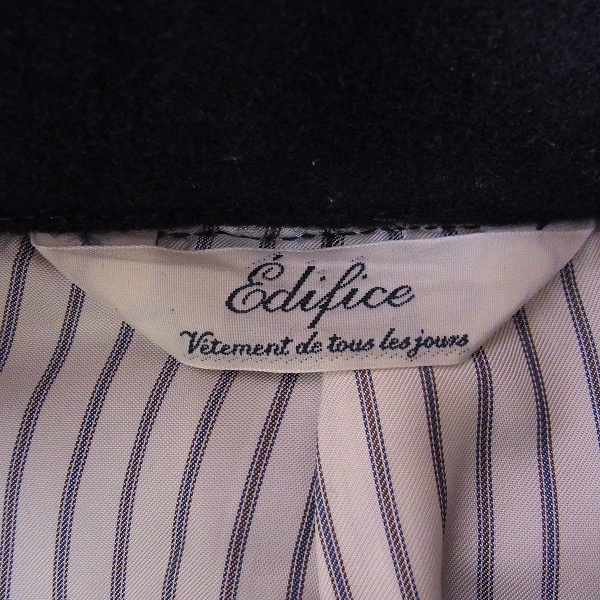 Édifice
Vêtement de tous les jours